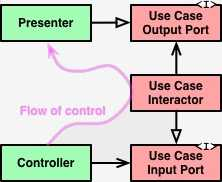 Presenter
<I>
Use Case
Output Port
Use Case
Interactor
Flow of control
Controller
<I>
Use Case
Input Port